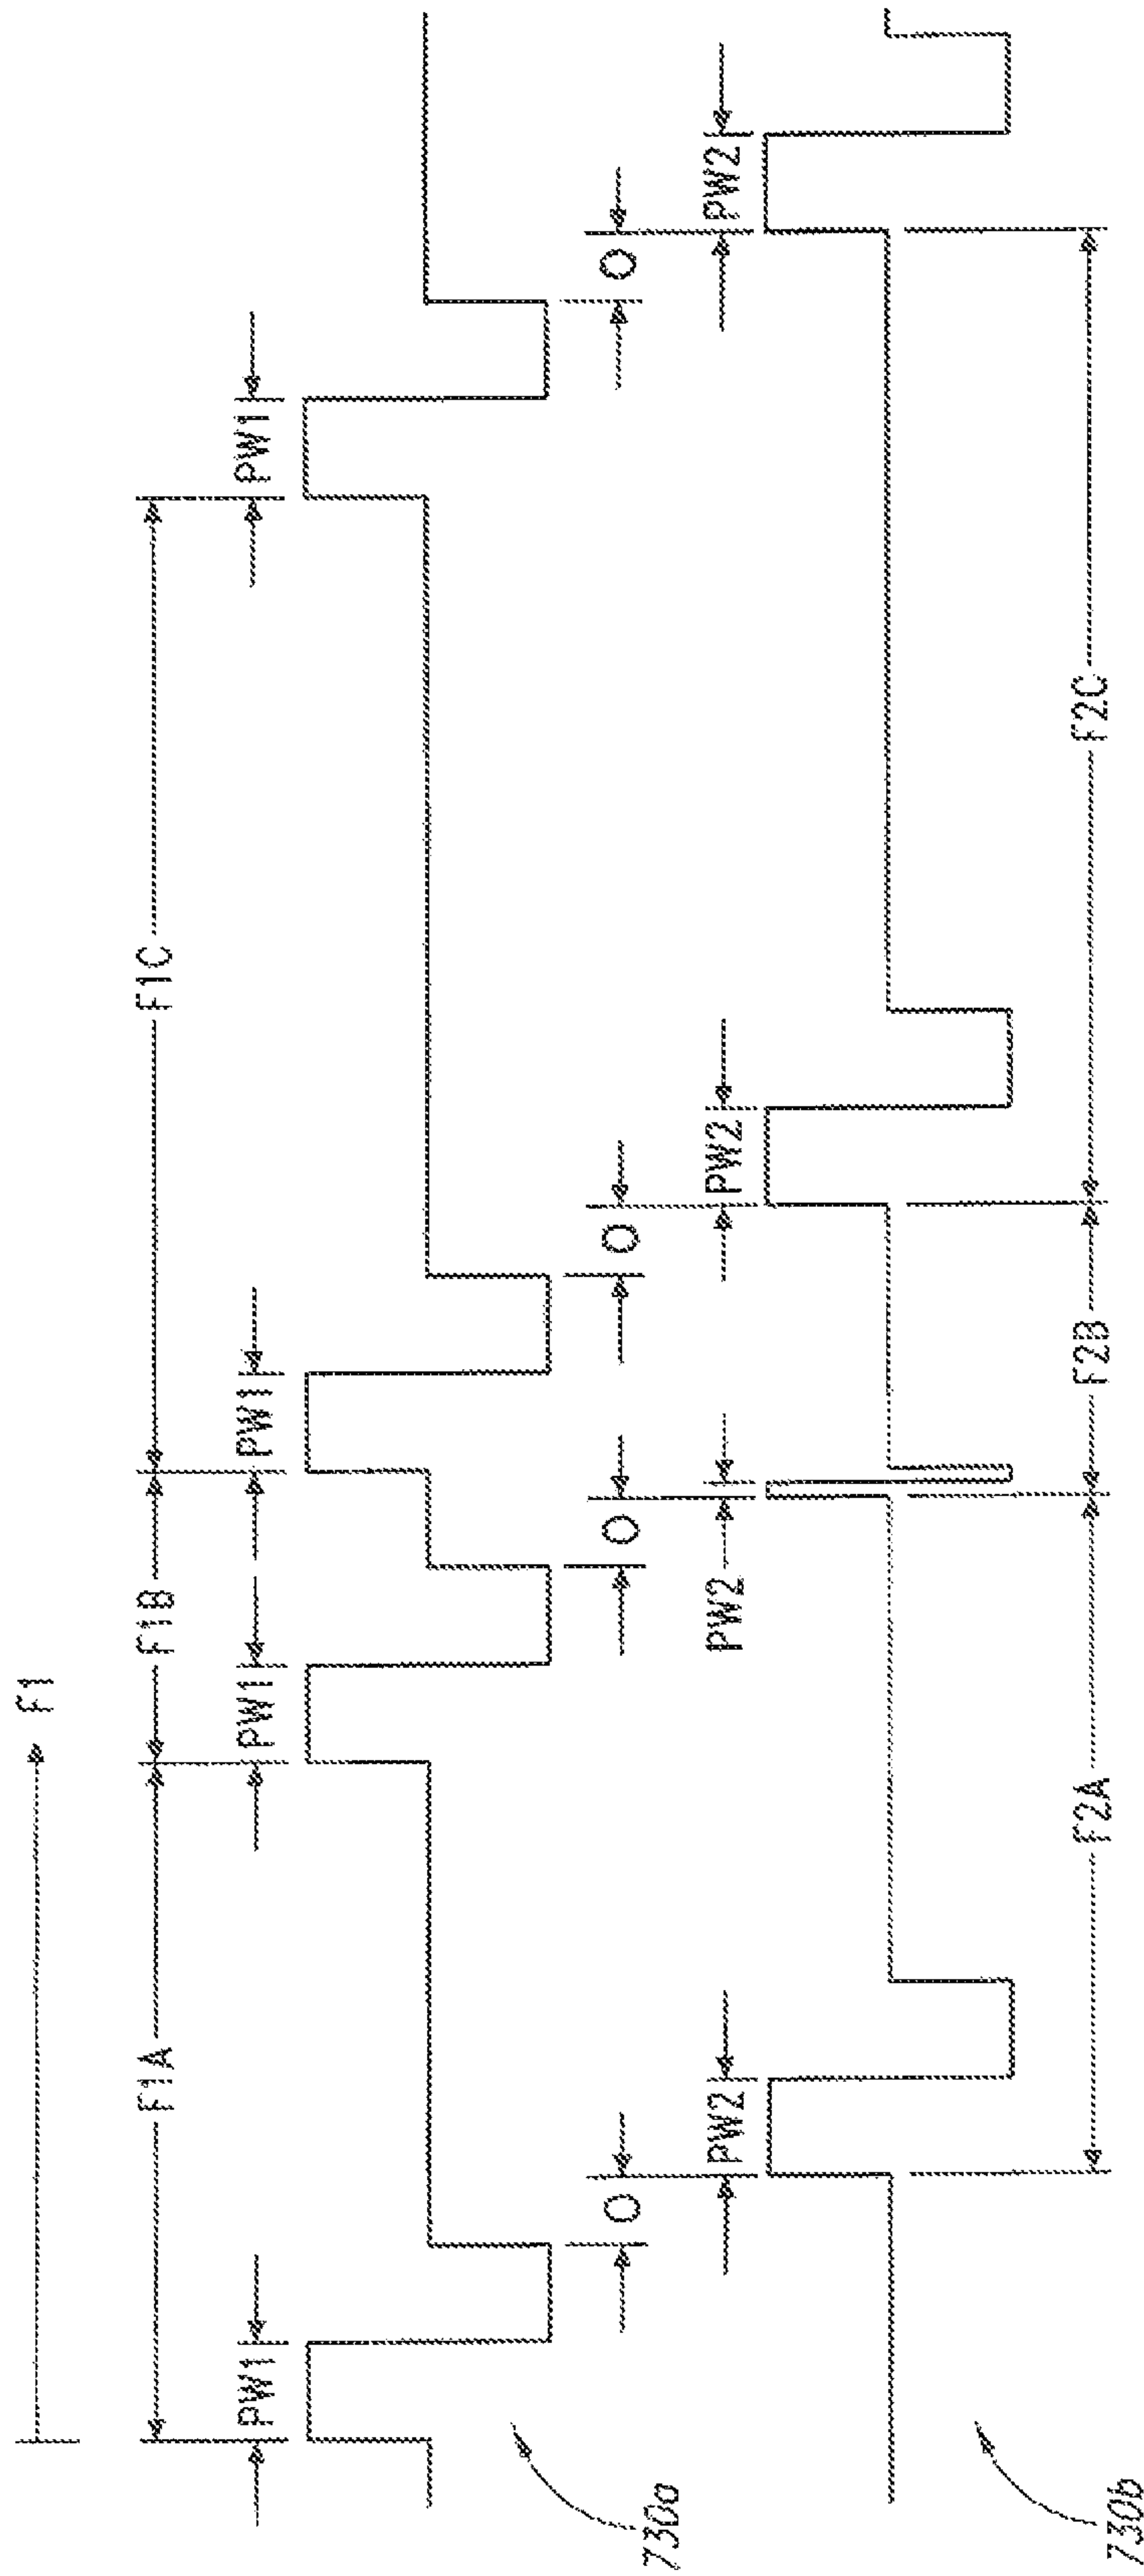 F1
F1A F1B F1C
PW1 PW1 PW1 PW1
730a
O O O O
PW2 PW2 PW2 PW2
F2A F2B F2C
730b